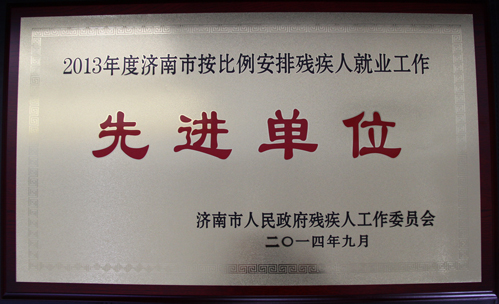 2013年度济南市按比例安排残疾人就业工作
先进单位
济南市人民政府残疾人工作委员会
二〇一四年九月